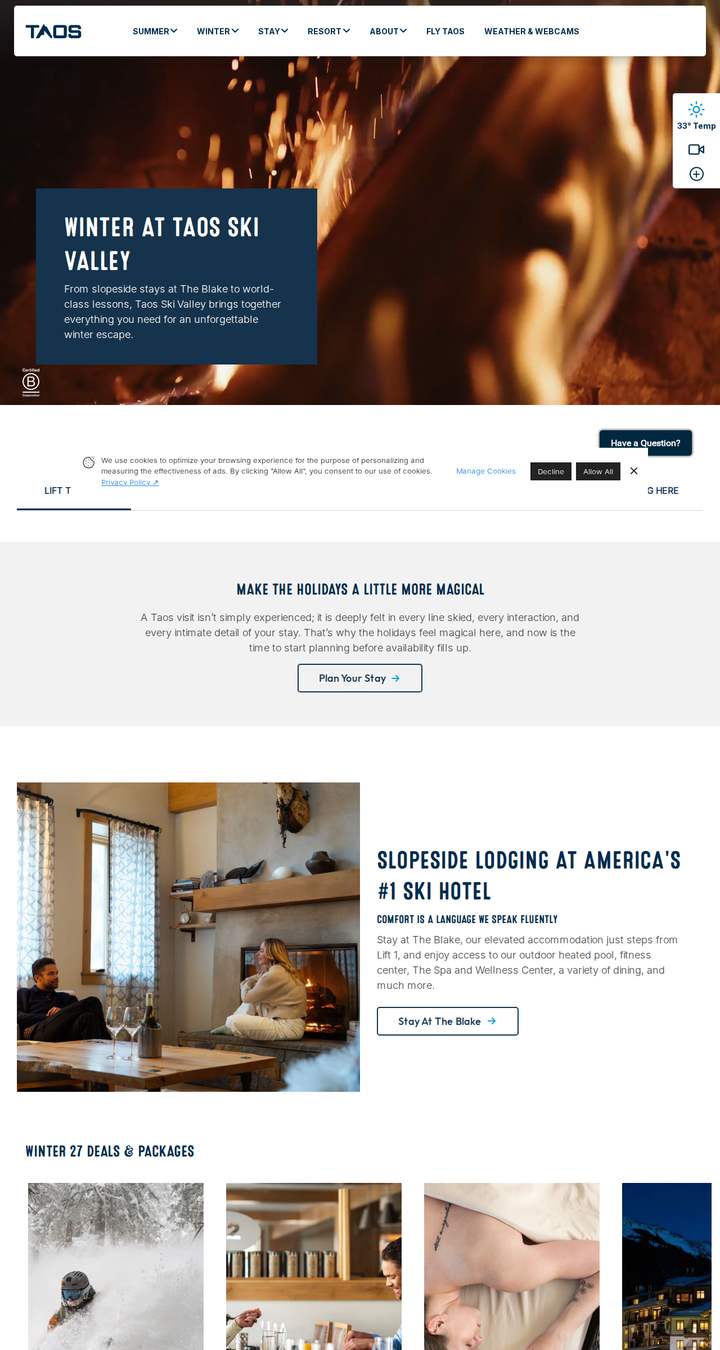 TAOS
SUMMER
WINTER
STAY
RESORT
ABOUT
FLY TAOS
WEATHER & WEBCAMS
33° Temp
WINTER AT TAOS SKI
VALLEY
From slopeside stays at The Blake to world-
class lessons, Taos Ski Valley brings together
everything you need for an unforgettable
winter escape.
Certified
B
Corporation
Have a Question?
We use cookies to optimize your browsing experience for the purpose of personalizing and
measuring the effectiveness of ads. By clicking "Allow All", you consent to our use of cookies.
Privacy Policy ↗
Manage Cookies
Decline
Allow All
LIFT T
G HERE
MAKE THE HOLIDAYS A LITTLE MORE MAGICAL
A Taos visit isn't simply experienced; it is deeply felt in every line skied, every interaction, and
every intimate detail of your stay. That's why the holidays feel magical here, and now is the
time to start planning before availability fills up.
Plan Your Stay →
SLOPESIDE LODGING AT AMERICA'S
#1 SKI HOTEL
COMFORT IS A LANGUAGE WE SPEAK FLUENTLY
Stay at The Blake, our elevated accommodation just steps from
Lift 1, and enjoy access to our outdoor heated pool, fitness
center, The Spa and Wellness Center, a variety of dining, and
much more.
Stay At The Blake →
WINTER 27 DEALS & PACKAGES